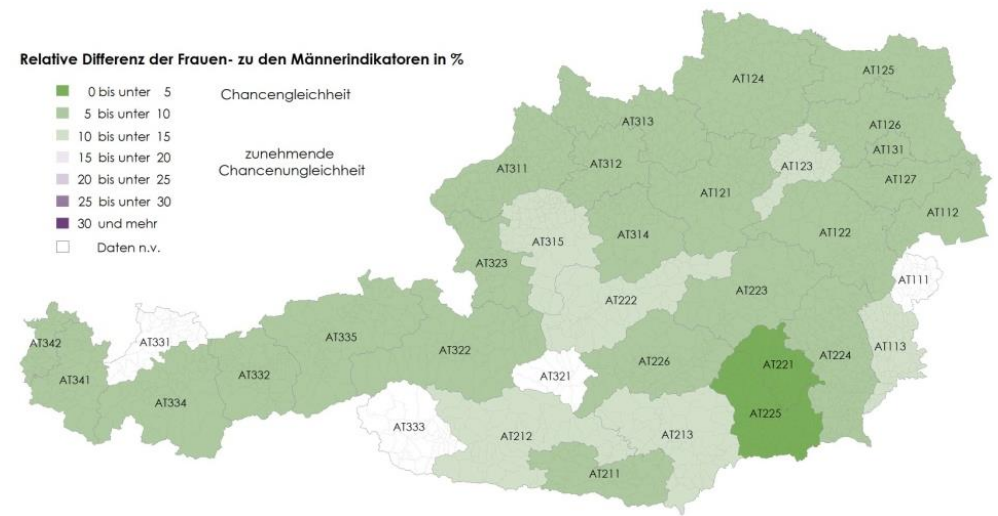 Relative Differenz der Frauen- zu den Männerindikatoren in %
0 bis unter 5
Chancengleichheit
5 bis unter 10
10 bis unter 15
15 bis unter 20
zunehmende
Chancenungleichheit
20 bis unter 25
25 bis unter 30
30 und mehr
Daten n.v.
AT124
AT125
AT313
AT126
AT131
AT311
AT312
AT123
AT127
AT121
AT112
AT314
AT122
AT315
AT323
AT111
AT223
AT222
AT335
AT342
AT331
AT322
AT113
AT224
AT226
AT221
AT341
AT332
AT321
AT334
AT225
AT333
AT212
AT213
AT211